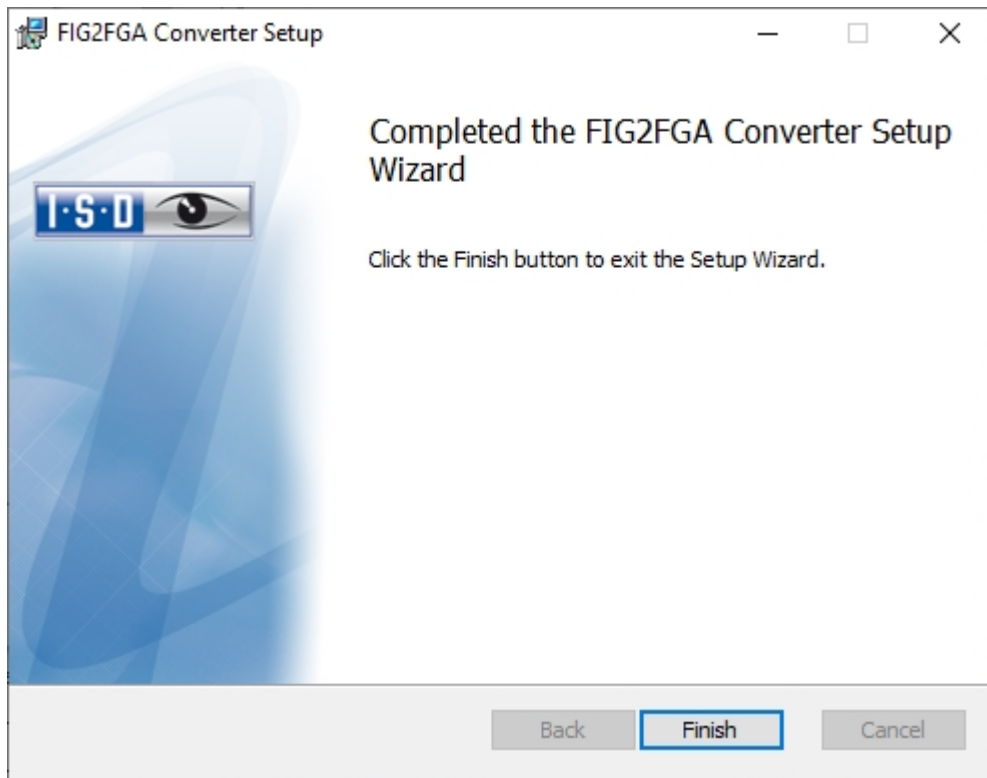 FIG2FGA Converter Setup
Completed the FIG2FGA Converter Setup
Wizard
I·S·D
Click the Finish button to exit the Setup Wizard.
Back
Finish
Cancel